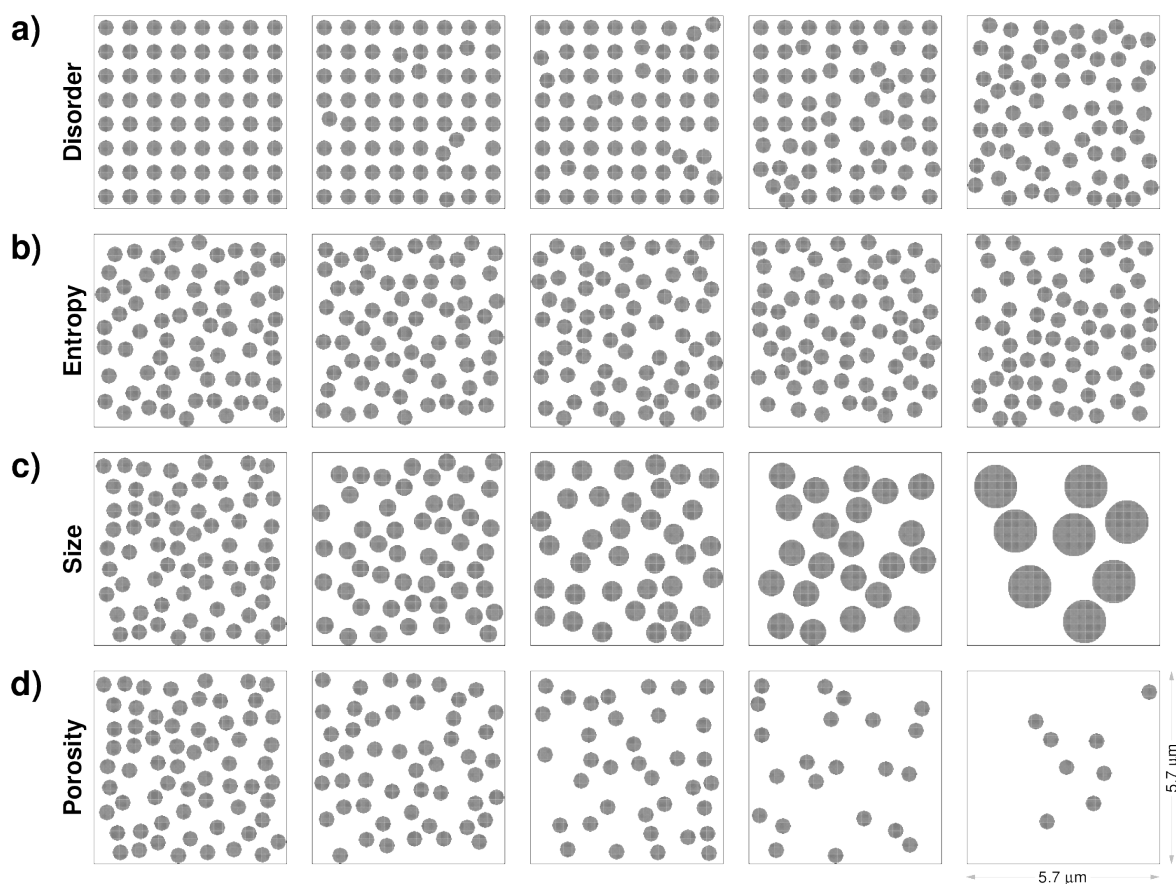 a)
Disorder
b)
Entropy
c)
Size
d)
Porosity
5.7 μm
5.7 μm